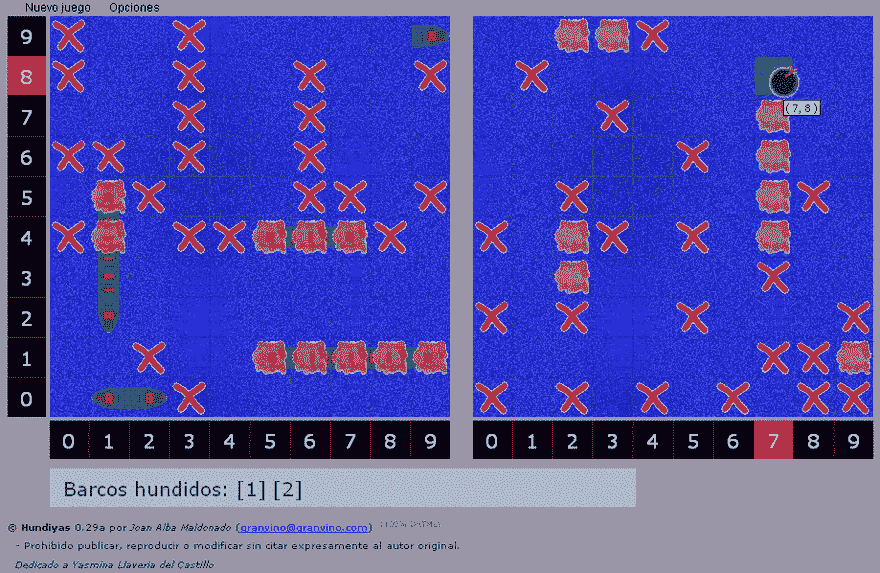 Nuevo juego Opciones
9
8
7
6
5
4
3
2
1
0
(7, 8)
0 1 2 3 4 5 6 7 8 9
0 1 2 3 4 5 6 7 8 9
Barcos hundidos: [1] [2]
© Hundiyas 0.29a por Joan Alba Maldonado (granvino@granvino.com)
- Prohibido publicar, reproducir o modificar sin citar expresamente al autor original.
Dedicado a Yasmina Llaveria del Castillo